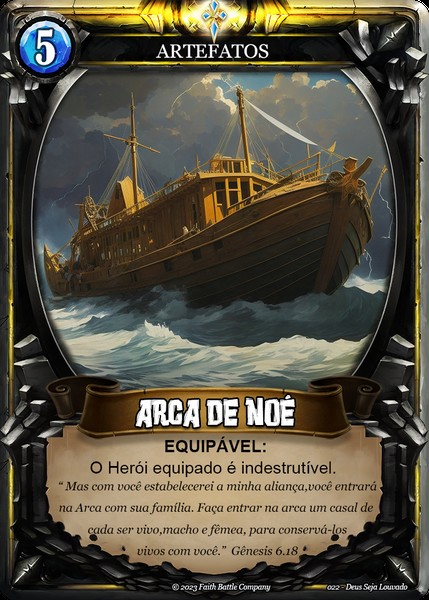 5
ARTEFATOS
ARCA DE NOÉ
EQUIPÁVEL:
O Herói equipado é indestrutível.
“ Mas com você estabelecerei a minha aliança,você entrará
na Arca com sua família. Faça entrar na arca um casal de
cada ser vivo,macho e fêmea, para conservá-los
vivos com você.” Gênesis 6.18
© 2023 Faith Battle Company
022 - Deus Seja Louvado